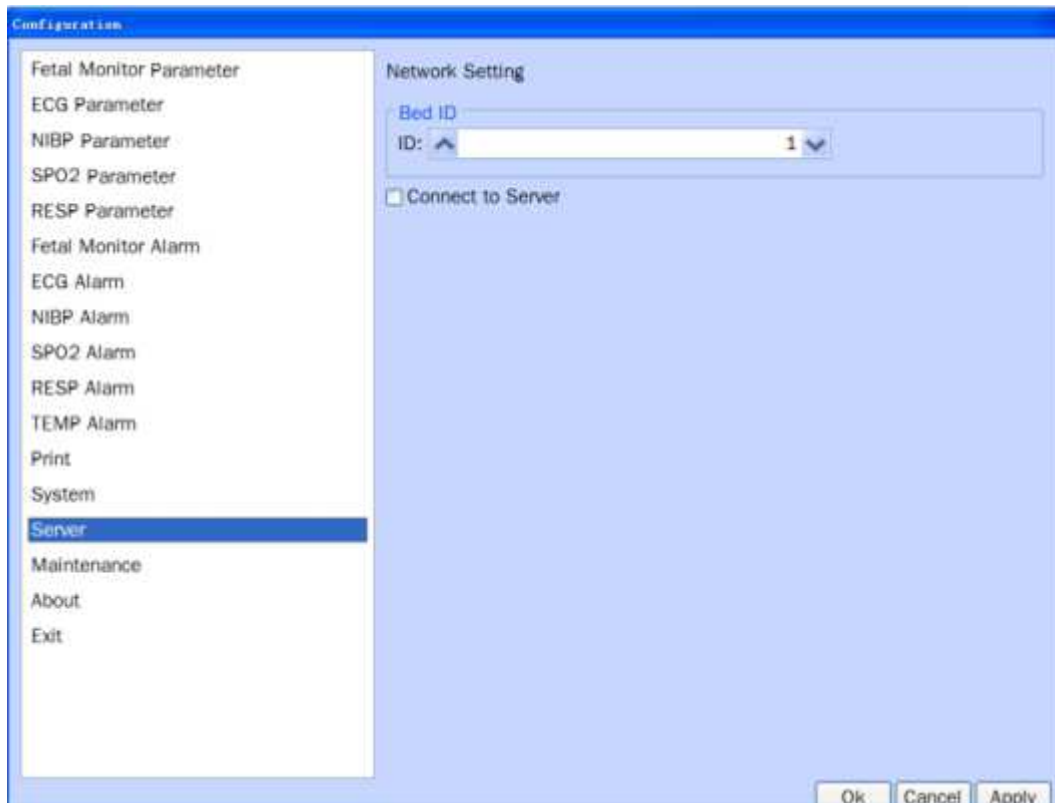 Configuration
Fetal Monitor Parameter
ECG Parameter
NIBP Parameter
SPO2 Parameter
RESP Parameter
Fetal Monitor Alarm
ECG Alarm
NIBP Alarm
SPO2 Alarm
RESP Alarm
TEMP Alarm
Print
System
Server
Maintenance
About
Exit
Network Setting
Bed ID
ID: 1
Connect to Server
Ok Cancel Apply